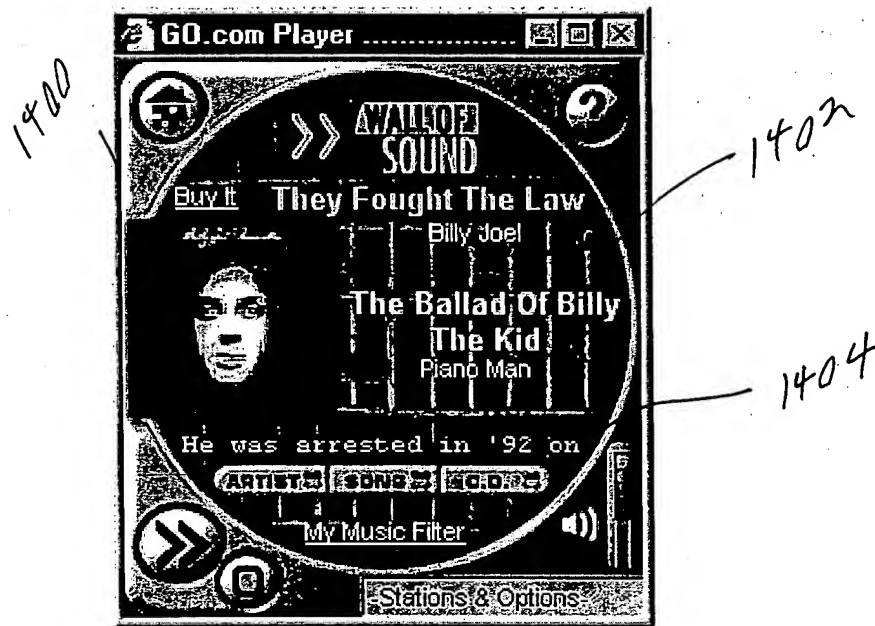 GO.com Player ..................
1400
WALL OF
SOUND
1402
Buy It They Fought The Law
Billy Joel
The Ballad Of Billy
The Kid
Piano Man
1404
He was arrested in '92 on
ARTIST SONG C.D.
My Music Filter
-Stations & Options-